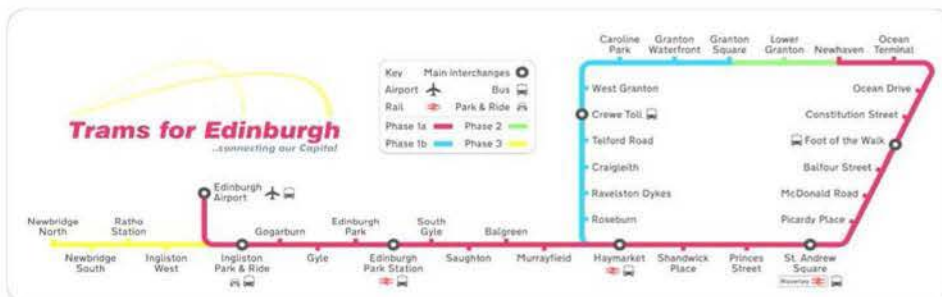 Trams for Edinburgh
...connecting our Capital
Key Main Interchanges
Airport Bus
Rail Park & Ride
Phase 1a Phase 2
Phase 1b Phase 3
Caroline
Park
Granton
Waterfront
Granton
Square
Lower
Granton
Newhaven
Ocean
Terminal
West Granton
Crewe Toll
Telford Road
Craigleith
Ravelston Dykes
Roseburn
Ocean Drive
Constitution Street
Foot of the Walk
Balfour Street
McDonald Road
Picardy Place
Edinburgh
Airport
Newbridge
North
Newbridge
South
Ratho
Station
Ingliston
West
Ingliston
Park & Ride
Gogarburn
Gyle
Edinburgh
Park
Edinburgh
Park Station
South
Gyle
Saughton
Balgreen
Murrayfield
Haymarket
Shandwick
Place
Princes
Street
St. Andrew
Square
Waverley